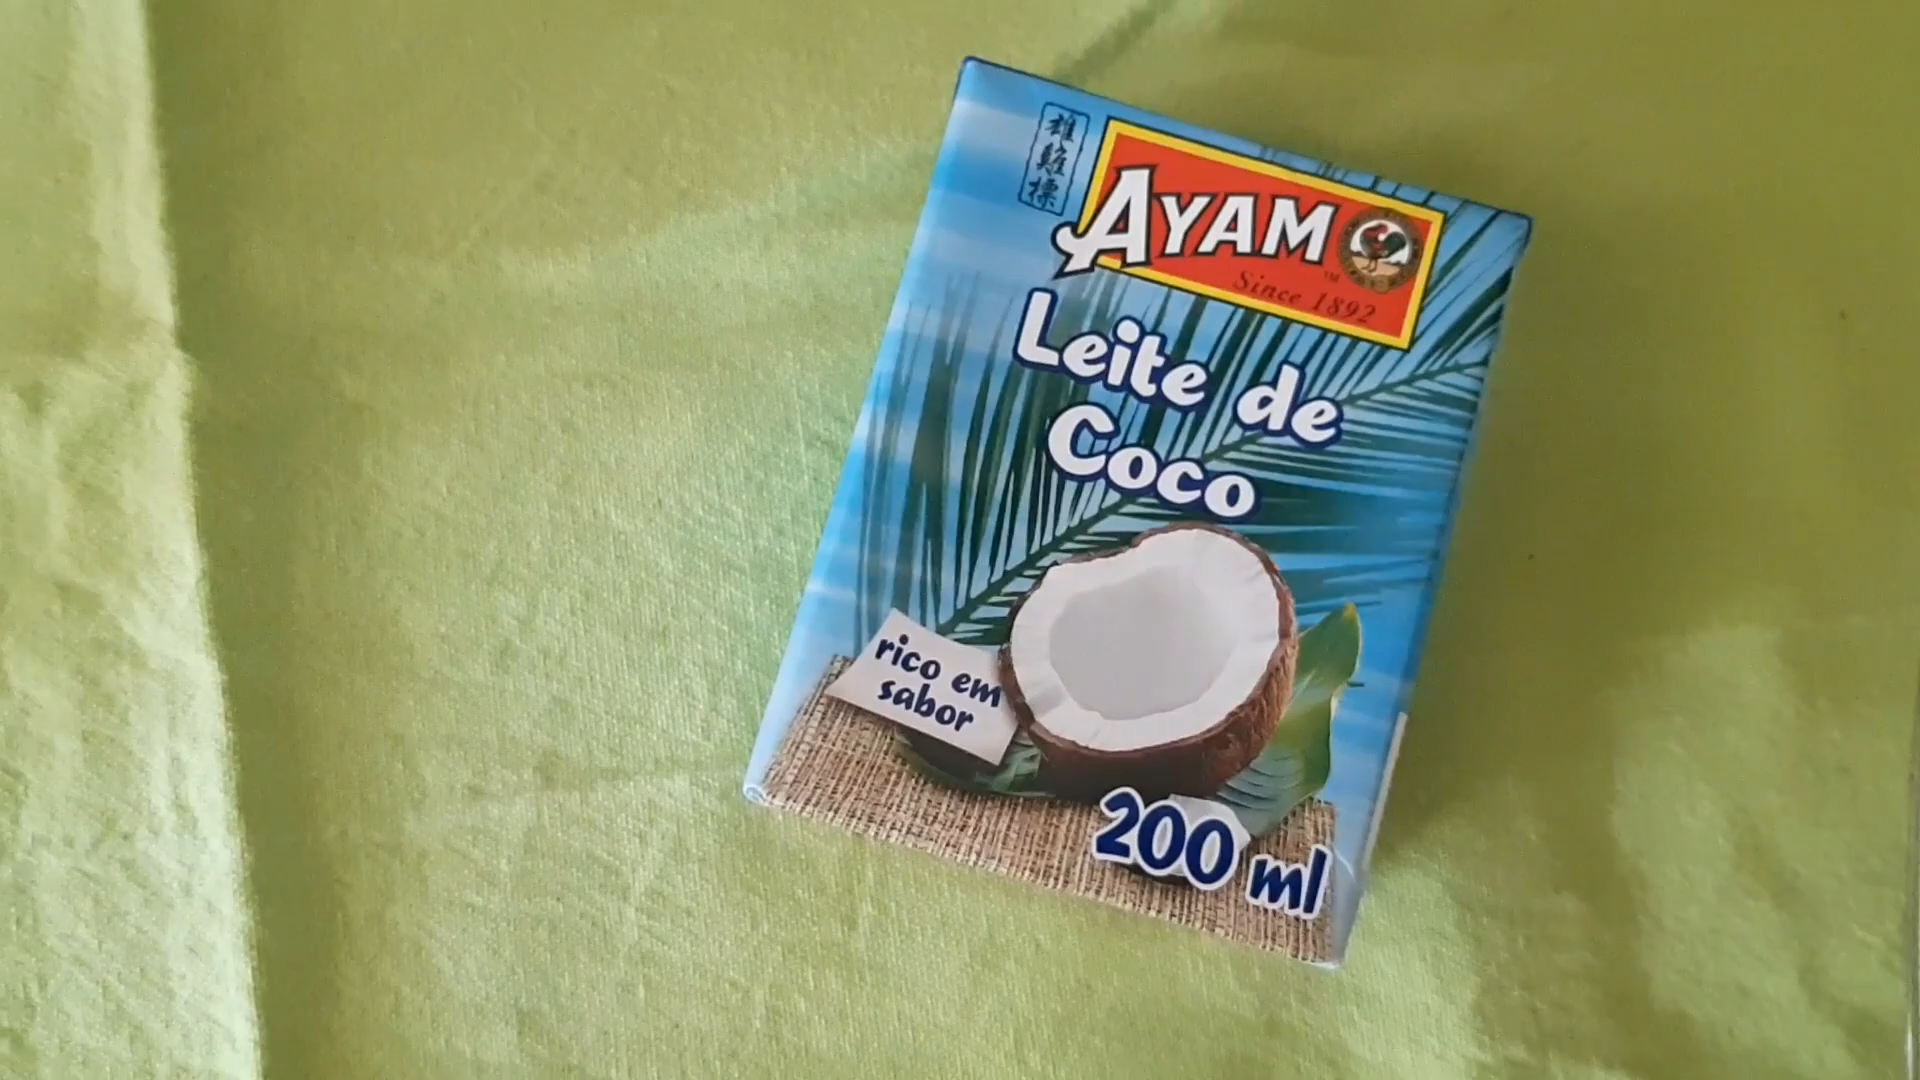 雄雞標
AYAM
™
Since 1892
Leite de
Coco
rico em
sabor
200 ml